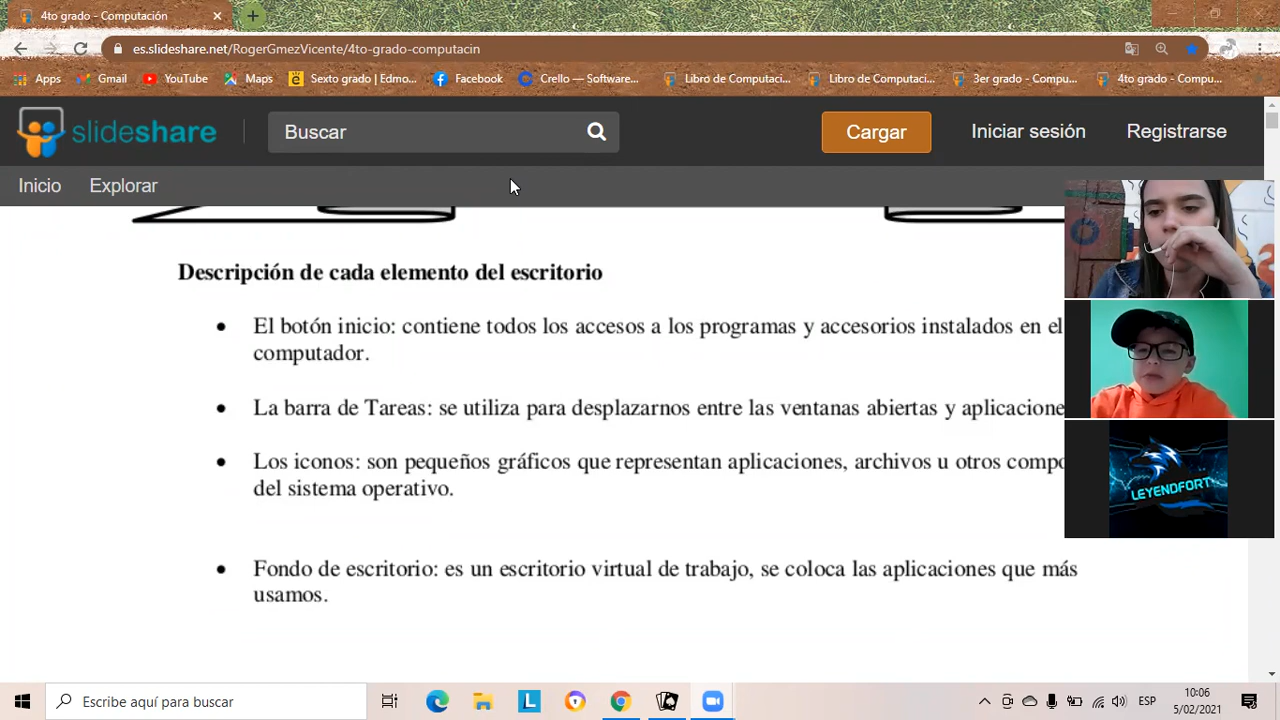 4to grado - Computación
es.slideshare.net/RogerGmezVicente/4to-grado-computacin
Apps Gmail YouTube Maps Sexto grado | Edmo... Facebook Crello — Software... Libro de Computaci... Libro de Computaci... 3er grado - Compu... 4to grado - Compu...
slideshare Buscar Cargar Iniciar sesión Registrarse
Inicio Explorar
Descripción de cada elemento del escritorio
El botón inicio: contiene todos los accesos a los programas y accesorios instalados en el
computador.
La barra de Tareas: se utiliza para desplazarnos entre las ventanas abiertas y aplicacione
Los iconos: son pequeños gráficos que representan aplicaciones, archivos u otros compo
del sistema operativo.
Fondo de escritorio: es un escritorio virtual de trabajo, se coloca las aplicaciones que más
usamos.
LEYENDFORT
Escribe aquí para buscar
ESP
10:06
5/02/2021